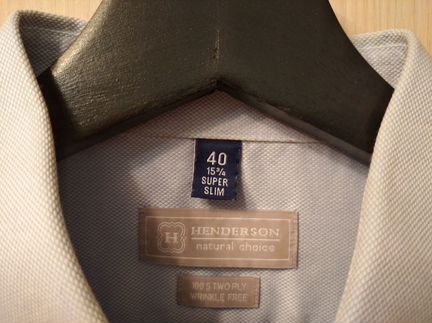 40
15¾
SUPER
SLIM
H
HENDERSON
natural choice
100'S TWO PLY
WRINKLE FREE